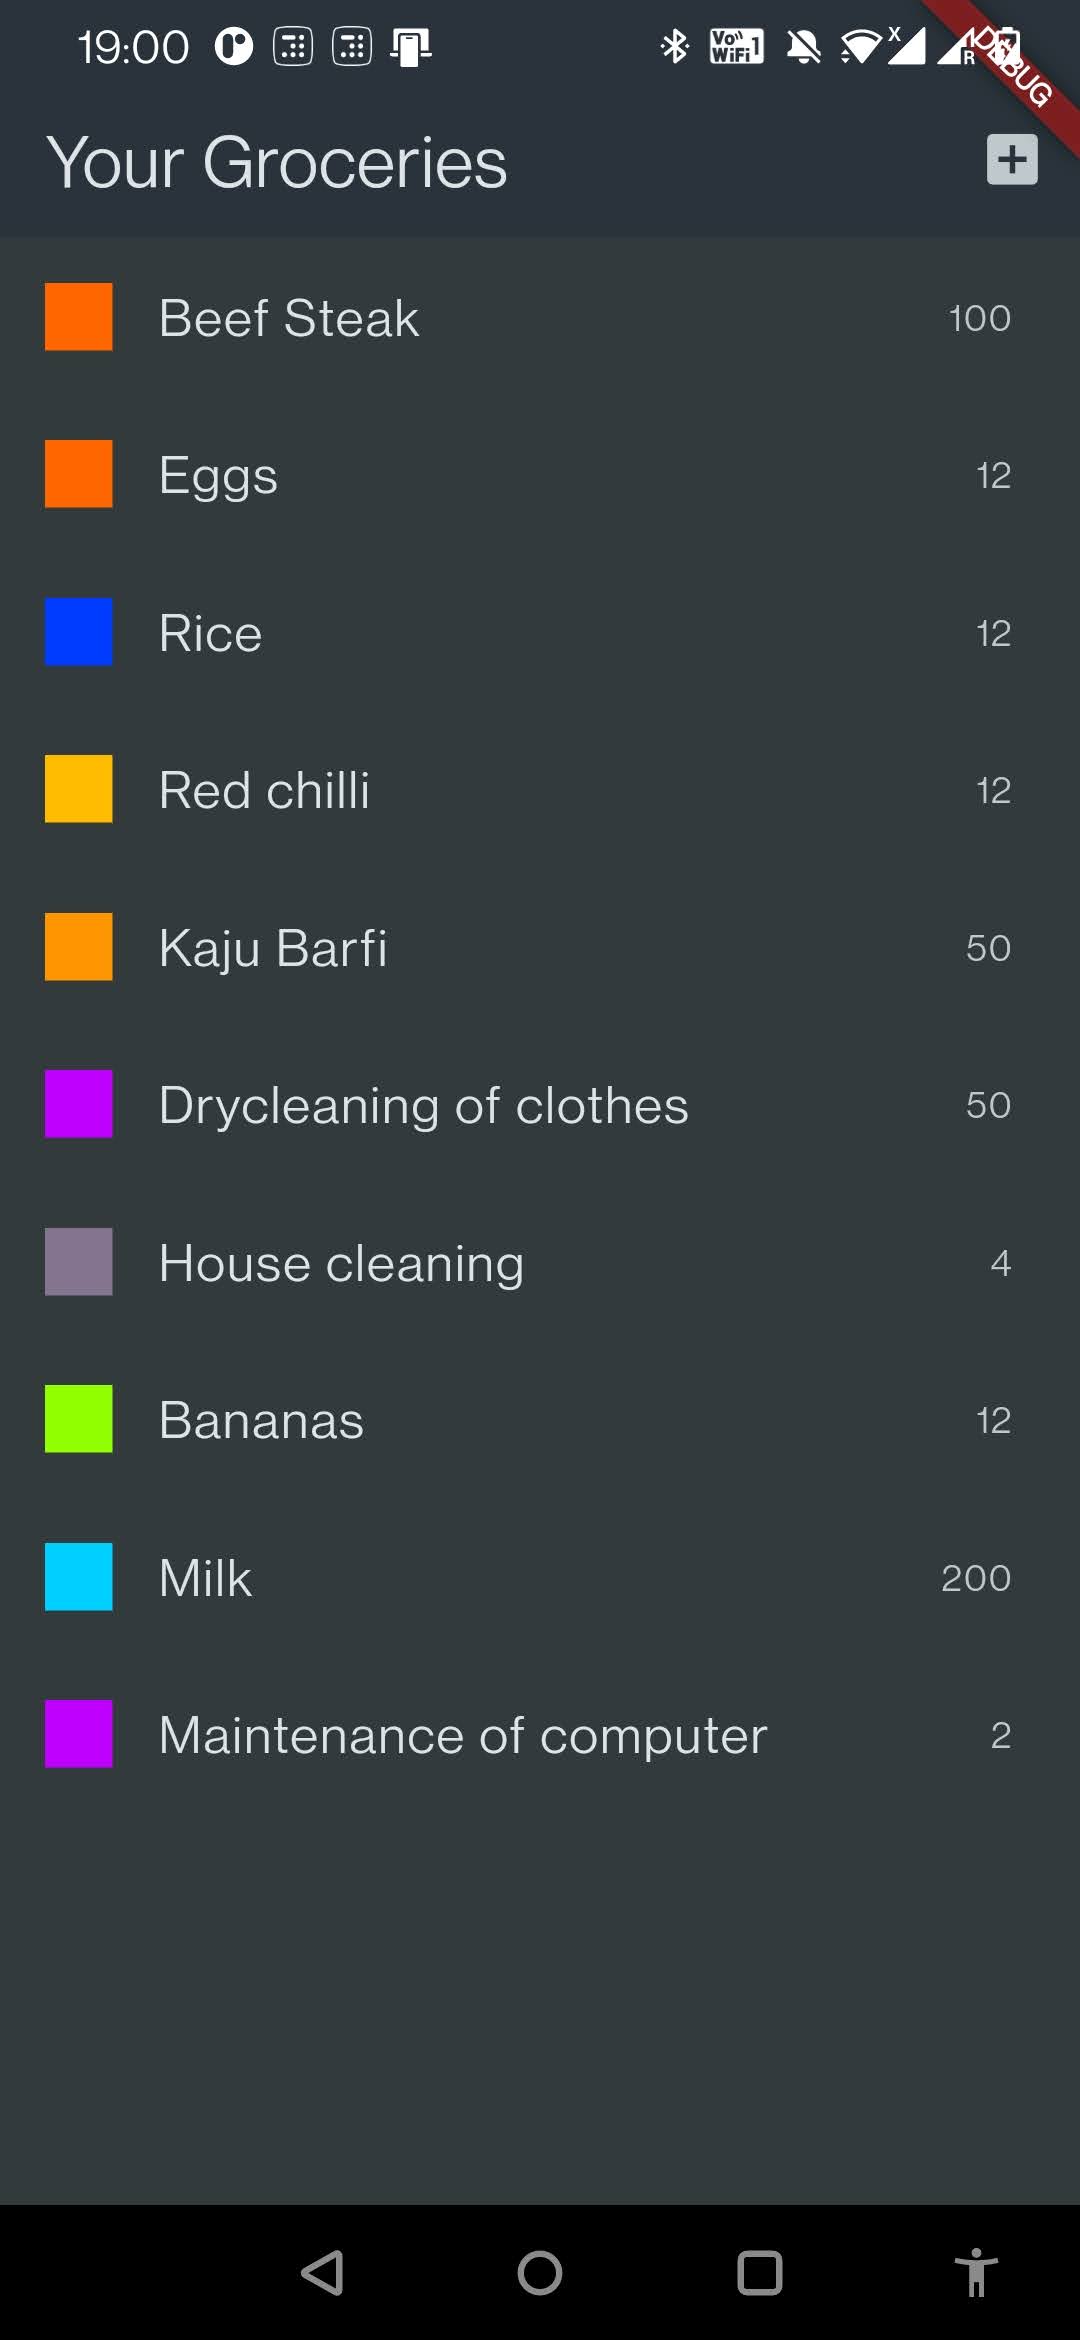 19:00
Vo)) WiFi 1
X
R
DEBUG
Your Groceries
Beef Steak 100
Eggs 12
Rice 12
Red chilli 12
Kaju Barfi 50
Drycleaning of clothes 50
House cleaning 4
Bananas 12
Milk 200
Maintenance of computer 2